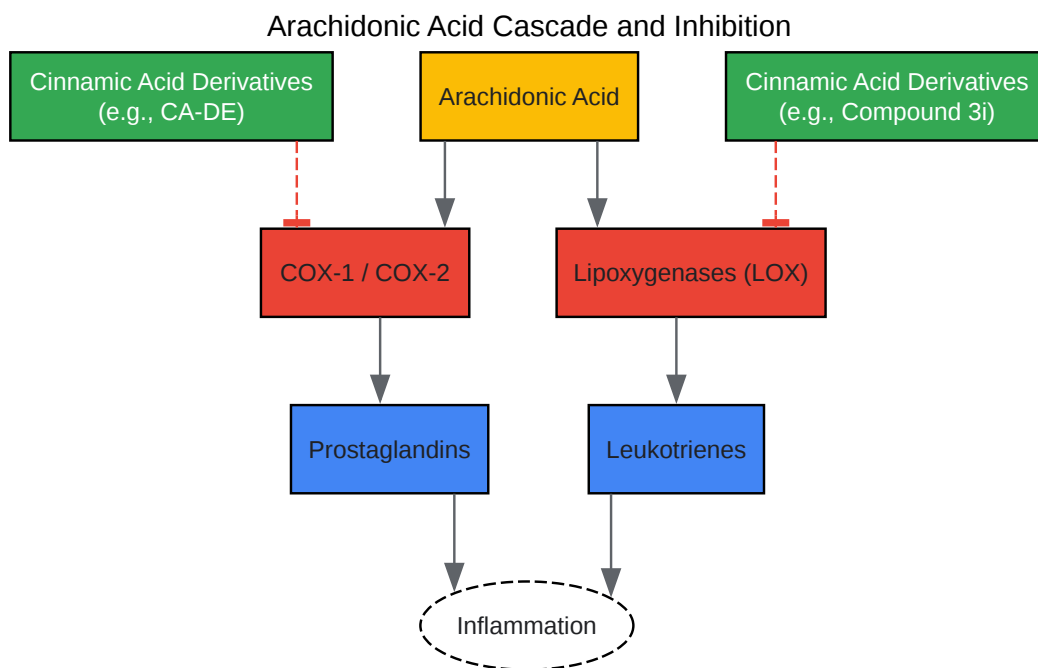 Arachidonic Acid Cascade and Inhibition
Cinnamic Acid Derivatives
(e.g., CA-DE)
Arachidonic Acid
Cinnamic Acid Derivatives
(e.g., Compound 3i)
COX-1 / COX-2
Lipoxygenases (LOX)
Prostaglandins
Leukotrienes
Inflammation